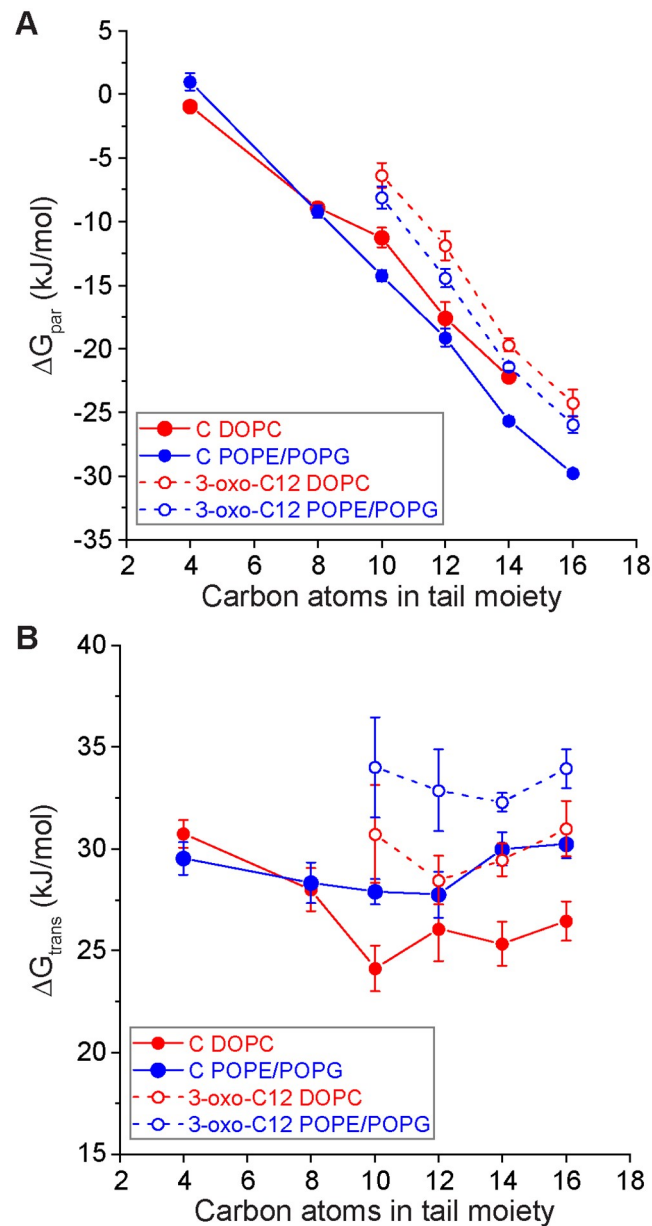 A
5
0
-5
-10
-15
-20
-25
-30
-35
ΔG_par (kJ/mol)
C DOPC
C POPE/POPG
3-oxo-C12 DOPC
3-oxo-C12 POPE/POPG
2 4 6 8 10 12 14 16 18
Carbon atoms in tail moiety
B
40
35
30
25
20
15
ΔG_trans (kJ/mol)
C DOPC
C POPE/POPG
3-oxo-C12 DOPC
3-oxo-C12 POPE/POPG
2 4 6 8 10 12 14 16 18
Carbon atoms in tail moiety